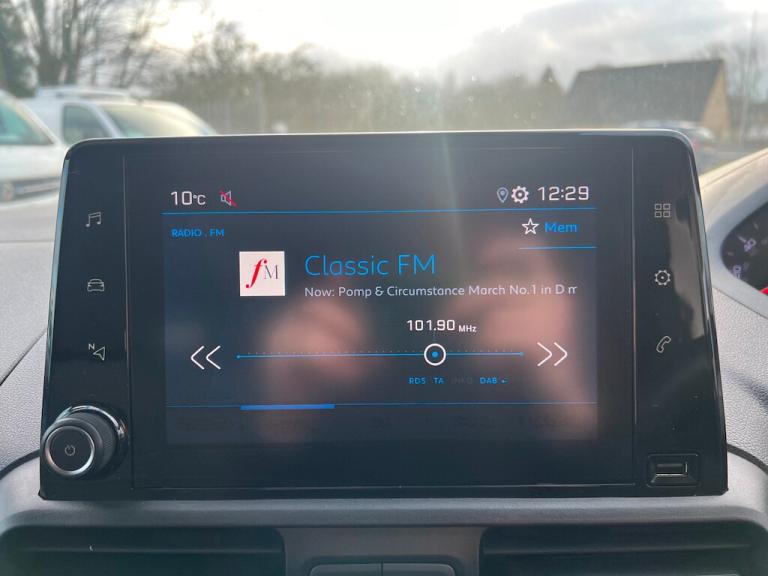 10°C 12:29
RADIO . FM Mem
fM Classic FM
Now: Pomp & Circumstance March No.1 in D m
101.90 MHz
RDS TA INFO DAB
N